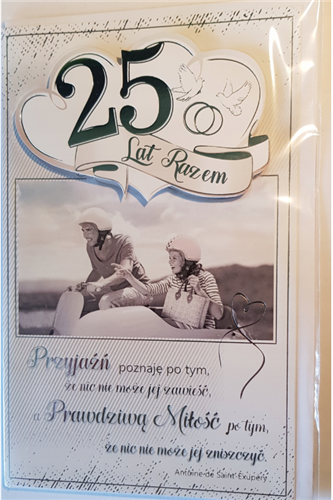 25
Lat Razem
Przyjaźń poznaję po tym,
że nic nie może jej zawieść,
a Prawdziwą Miłość po tym,
że nic nie może jej zniszczyć.
Antoine de Saint-Exupéry